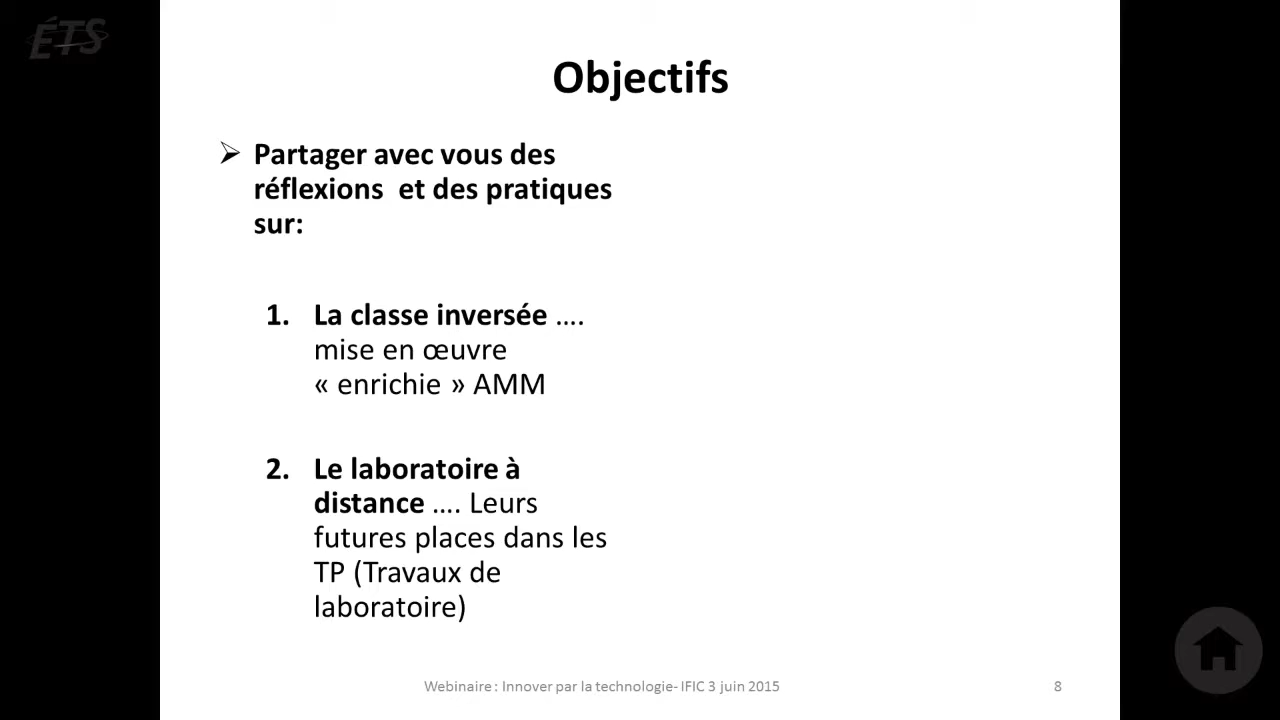 ÉTS
Objectifs
➢ Partager avec vous des
réflexions et des pratiques
sur:
1. La classe inversée ….
mise en œuvre
« enrichie » AMM
2. Le laboratoire à
distance …. Leurs
futures places dans les
TP (Travaux de
laboratoire)
Webinaire : Innover par la technologie- IFIC 3 juin 2015
8